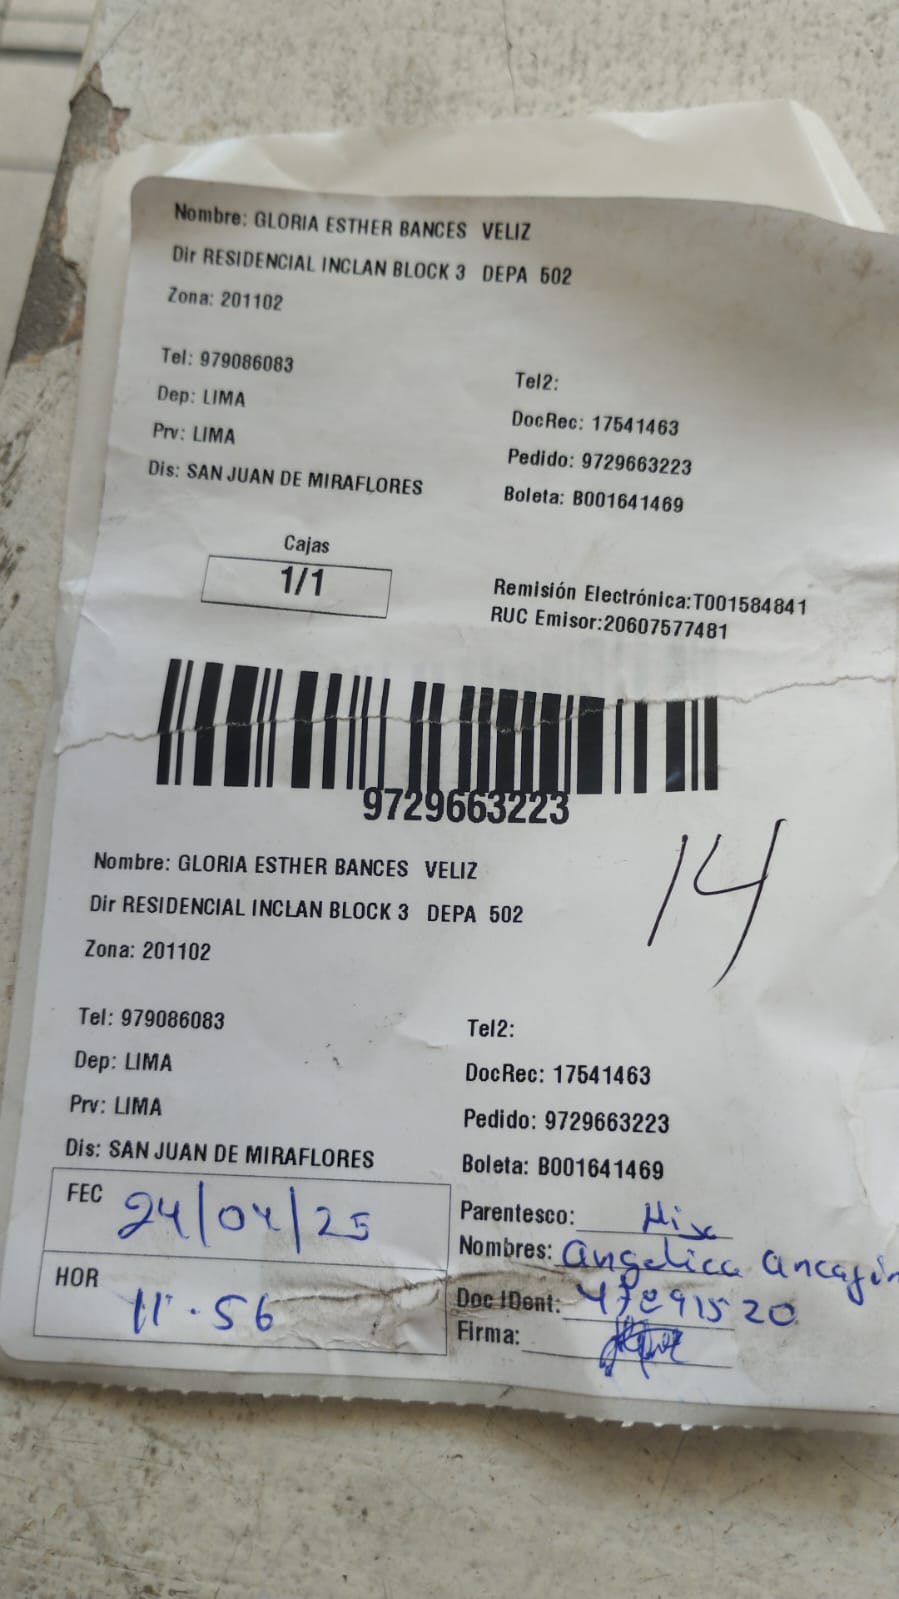 Nombre: GLORIA ESTHER BANCES VELIZ
Dir RESIDENCIAL INCLAN BLOCK 3 DEPA 502
Zona: 201102
Tel: 979086083
Tel2:
Dep: LIMA
DocRec: 17541463
Prv: LIMA
Pedido: 9729663223
Dis: SAN JUAN DE MIRAFLORES
Boleta: B001641469
Cajas
1/1
Remisión Electrónica:T001584841
RUC Emisor:20607577481
9729663223
14
Nombre: GLORIA ESTHER BANCES VELIZ
Dir RESIDENCIAL INCLAN BLOCK 3 DEPA 502
Zona: 201102
Tel: 979086083
Tel2:
Dep: LIMA
DocRec: 17541463
Prv: LIMA
Pedido: 9729663223
Dis: SAN JUAN DE MIRAFLORES
Boleta: B001641469
FEC 24/04/25
Parentesco:
Nombres: Angelica
HOR 11.56
Doc IDent:
Firma: